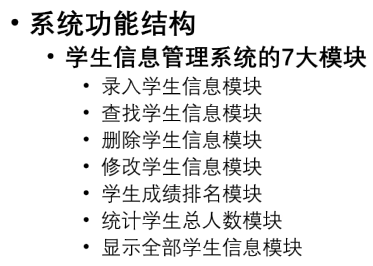 • 系统功能结构
• 学生信息管理系统的7大模块
• 录入学生信息模块
• 查找学生信息模块
• 删除学生信息模块
• 修改学生信息模块
• 学生成绩排名模块
• 统计学生总人数模块
• 显示全部学生信息模块